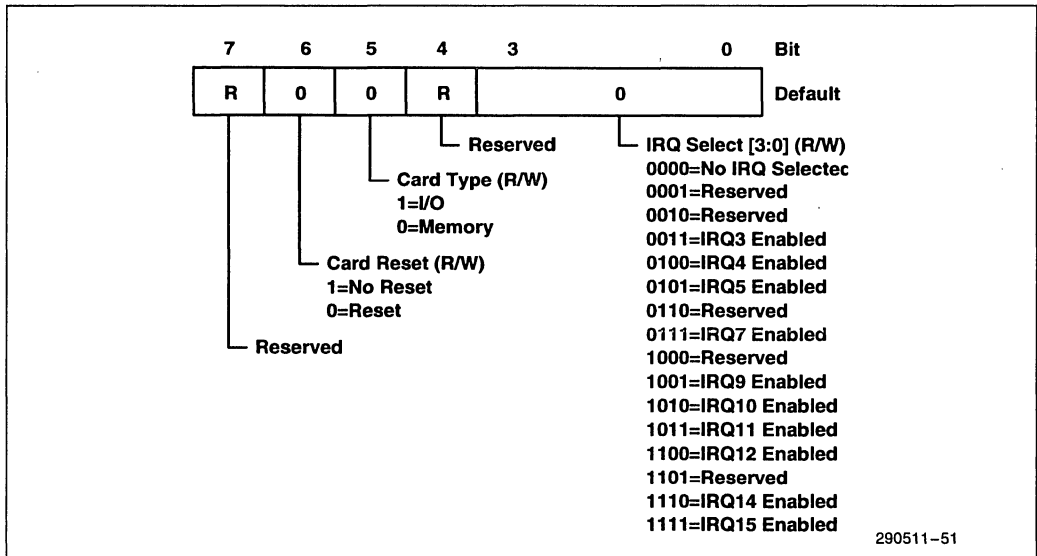 7 6 5 4 3 0 Bit
R 0 0 R 0 Default
Reserved
IRQ Select [3:0] (R/W)
0000=No IRQ Selected
0001=Reserved
0010=Reserved
0011=IRQ3 Enabled
0100=IRQ4 Enabled
0101=IRQ5 Enabled
0110=Reserved
0111=IRQ7 Enabled
1000=Reserved
1001=IRQ9 Enabled
1010=IRQ10 Enabled
1011=IRQ11 Enabled
1100=IRQ12 Enabled
1101=Reserved
1110=IRQ14 Enabled
1111=IRQ15 Enabled
Card Type (R/W)
1=I/O
0=Memory
Card Reset (R/W)
1=No Reset
0=Reset
Reserved
290511–51